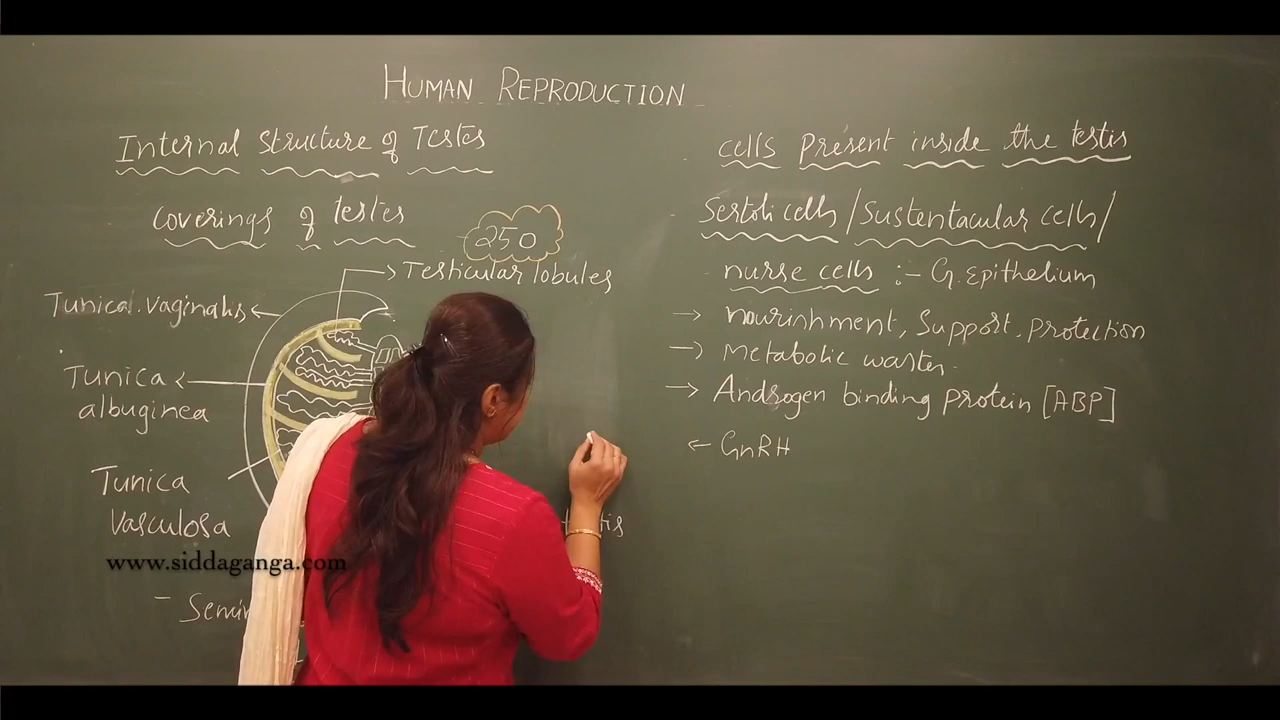 HUMAN REPRODUCTION
Internal structure of Testes
coverings of testes
250
→ Testicular lobules
Tunica vaginalis ←
Tunica ←
albuginea
Tunica
Vasculosa
www.siddaganga.com
cells present inside the testis
Sertoli cells / Sustentacular cells /
nurse cells :- G. Epithelium
→ nourishment, Support, protection
→ Metabolic waster
→ Androgen binding protein [ABP]
← GnRH